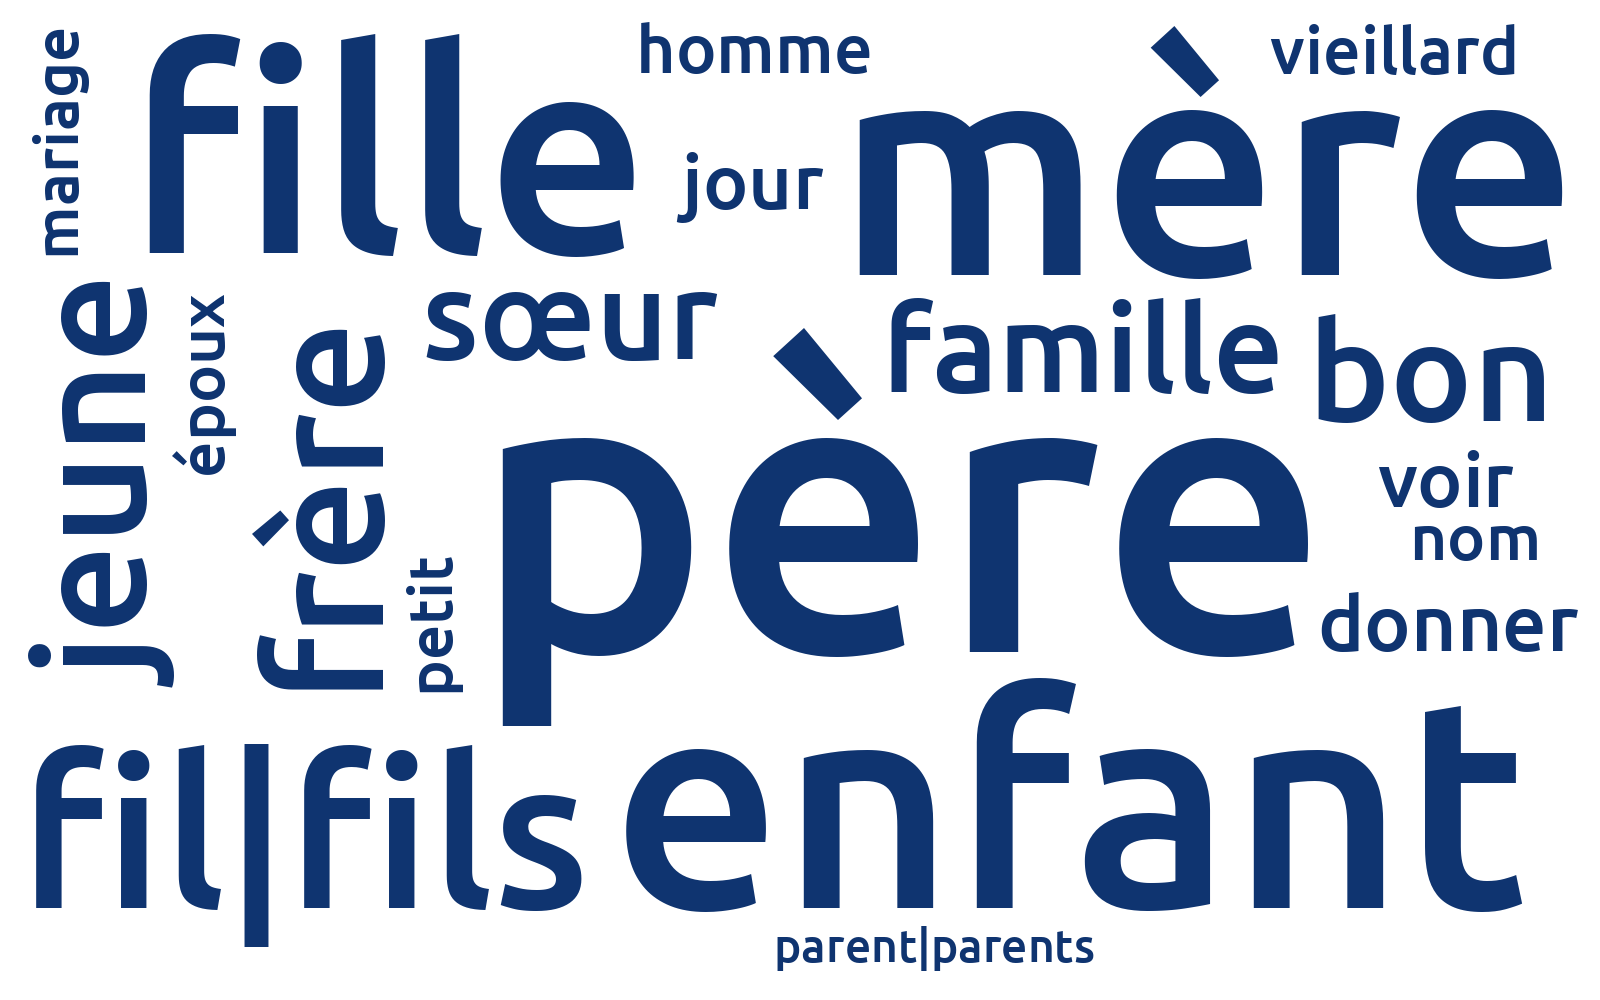 mariage
fille
homme
jour
mère
vieillard
jeune
époux
frère
sœur
famille
bon
père
voir
nom
petit
donner
fil|fils
enfant
parent|parents